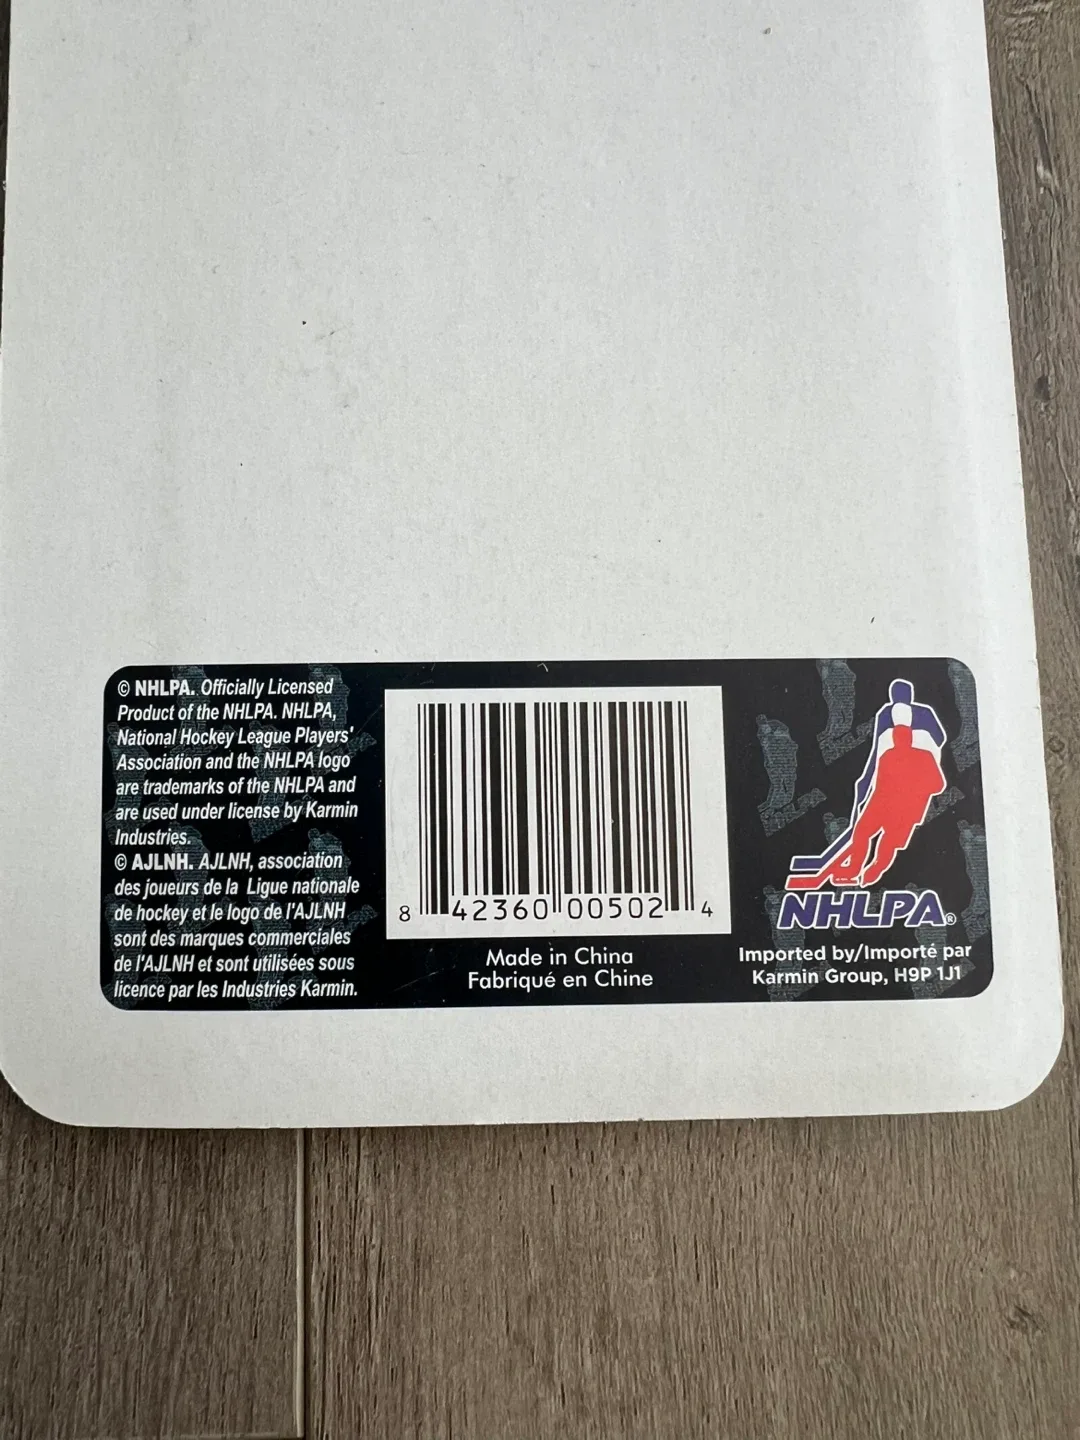 © NHLPA. Officially Licensed
Product of the NHLPA. NHLPA,
National Hockey League Players'
Association and the NHLPA logo
are trademarks of the NHLPA and
are used under license by Karmin
Industries.
© AJLNH. AJLNH, association
des joueurs de la Ligue nationale
de hockey et le logo de l'AJLNH
sont des marques commerciales
de l'AJLNH et sont utilisées sous
licence par les Industries Karmin.
8 42360 00502 4
Made in China
Fabriqué en Chine
NHLPA®
Imported by/Importé par
Karmin Group, H9P 1J1